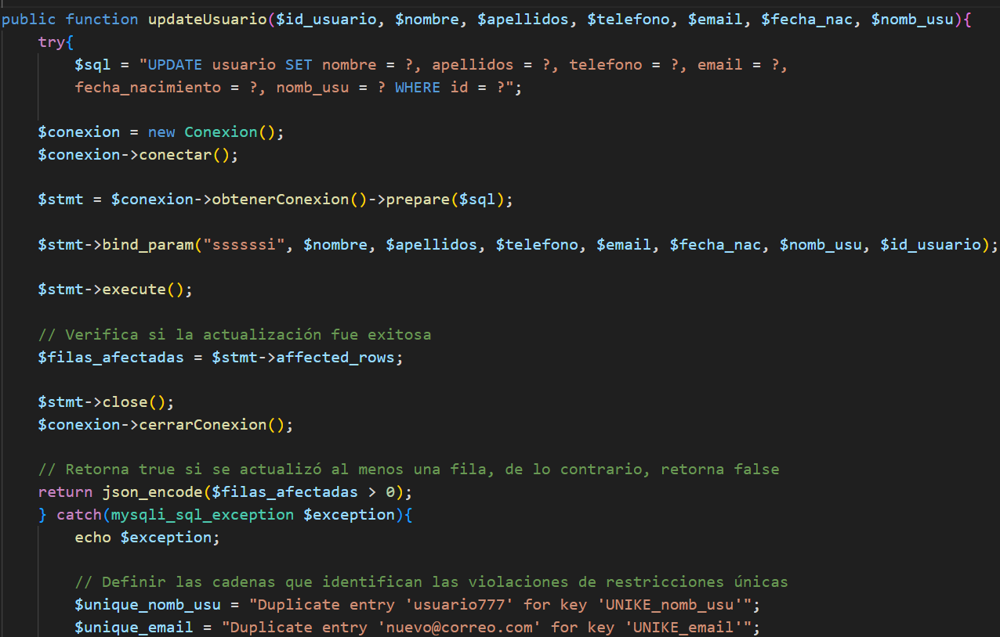 public function updateUsuario($id_usuario, $nombre, $apellidos, $telefono, $email, $fecha_nac, $nomb_usu){
try{
$sql = "UPDATE usuario SET nombre = ?, apellidos = ?, telefono = ?, email = ?,
fecha_nacimiento = ?, nomb_usu = ? WHERE id = ?";
$conexion = new Conexion();
$conexion->conectar();
$stmt = $conexion->obtenerConexion()->prepare($sql);
$stmt->bind_param("ssssssi", $nombre, $apellidos, $telefono, $email, $fecha_nac, $nomb_usu, $id_usuario);
$stmt->execute();
// Verifica si la actualización fue exitosa
$filas_afectadas = $stmt->affected_rows;
$stmt->close();
$conexion->cerrarConexion();
// Retorna true si se actualizó al menos una fila, de lo contrario, retorna false
return json_encode($filas_afectadas > 0);
} catch(mysqli_sql_exception $exception){
echo $exception;
// Definir las cadenas que identifican las violaciones de restricciones únicas
$unique_nomb_usu = "Duplicate entry 'usuario777' for key 'UNIKE_nomb_usu'";
$unique_email = "Duplicate entry 'nuevo@correo.com' for key 'UNIKE_email'";